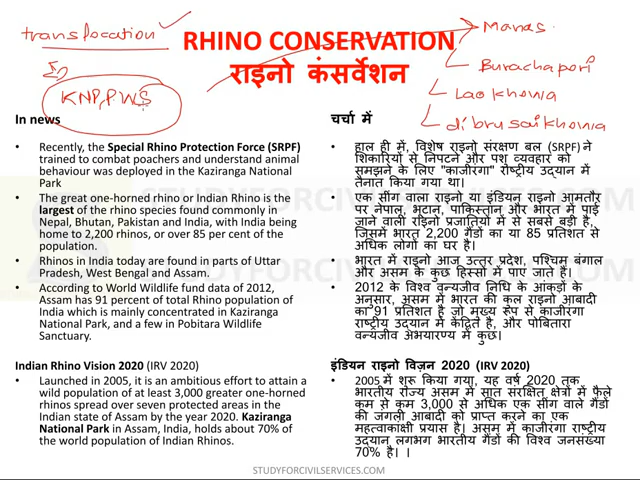 translocation
Manas
Burachapori
Laokhowa
dibrusaikhowa
KNP, PWS
RHINO CONSERVATION
राइनो कंसर्वेशन
In news
• Recently, the Special Rhino Protection Force (SRPF)
trained to combat poachers and understand animal
behaviour was deployed in the Kaziranga National
Park
• The great one-horned rhino or Indian Rhino is the
largest of the rhino species found commonly in
Nepal, Bhutan, Pakistan and India, with India being
home to 2,200 rhinos, or over 85 per cent of the
population.
• Rhinos in India today are found in parts of Uttar
Pradesh, West Bengal and Assam.
• According to World Wildlife fund data of 2012,
Assam has 91 percent of total Rhino population of
India which is mainly concentrated in Kaziranga
National Park, and a few in Pobitara Wildlife
Sanctuary.
Indian Rhino Vision 2020 (IRV 2020)
• Launched in 2005, it is an ambitious effort to attain a
wild population of at least 3,000 greater one-horned
rhinos spread over seven protected areas in the
Indian state of Assam by the year 2020. Kaziranga
National Park in Assam, India, holds about 70% of
the world population of Indian Rhinos.
चर्चा में
• हाल ही में, विशेष राइनो संरक्षण बल (SRPF) ने
शिकारियों से निपटने और पशु व्यवहार को
समझने के लिए "काजीरंगा" राष्ट्रीय उद्यान में
तैनात किया गया था।
• एक सींग वाला राइनो या इंडियन राइनो आमतौर
पर नेपाल, भूटान, पाकिस्तान और भारत में पाई
जाने वाली राइनो प्रजातियों में से सबसे बड़ी है,
जिसमें भारत 2,200 गैंडों का या 85 प्रतिशत से
अधिक लोगों का घर है।
• भारत में राइनो आज उत्तर प्रदेश, पश्चिम बंगाल
और असम के कुछ हिस्सों में पाए जाते हैं।
• 2012 के विश्व वन्यजीव निधि के आंकड़ों के
अनुसार, असम में भारत की कुल राइनो आबादी
का 91 प्रतिशत है जो मुख्य रूप से काजीरंगा
राष्ट्रीय उद्यान में केंद्रित है, और पोबितारा
वन्यजीव अभयारण्य में कुछ।
इंडियन राइनो विज़न 2020 (IRV 2020)
• 2005 में शुरू किया गया, यह वर्ष 2020 तक
भारतीय राज्य असम में सात संरक्षित क्षेत्रों में फैले
कम से कम 3,000 से अधिक एक सींग वाले गैंडों
की जंगली आबादी को प्राप्त करने का एक
महत्वाकांक्षी प्रयास है। असम में काजीरंगा राष्ट्रीय
उद्यान लगभग भारतीय गैंडों की विश्व जनसंख्या
70% है। ।
STUDYFORCIVILSERVICES.COM